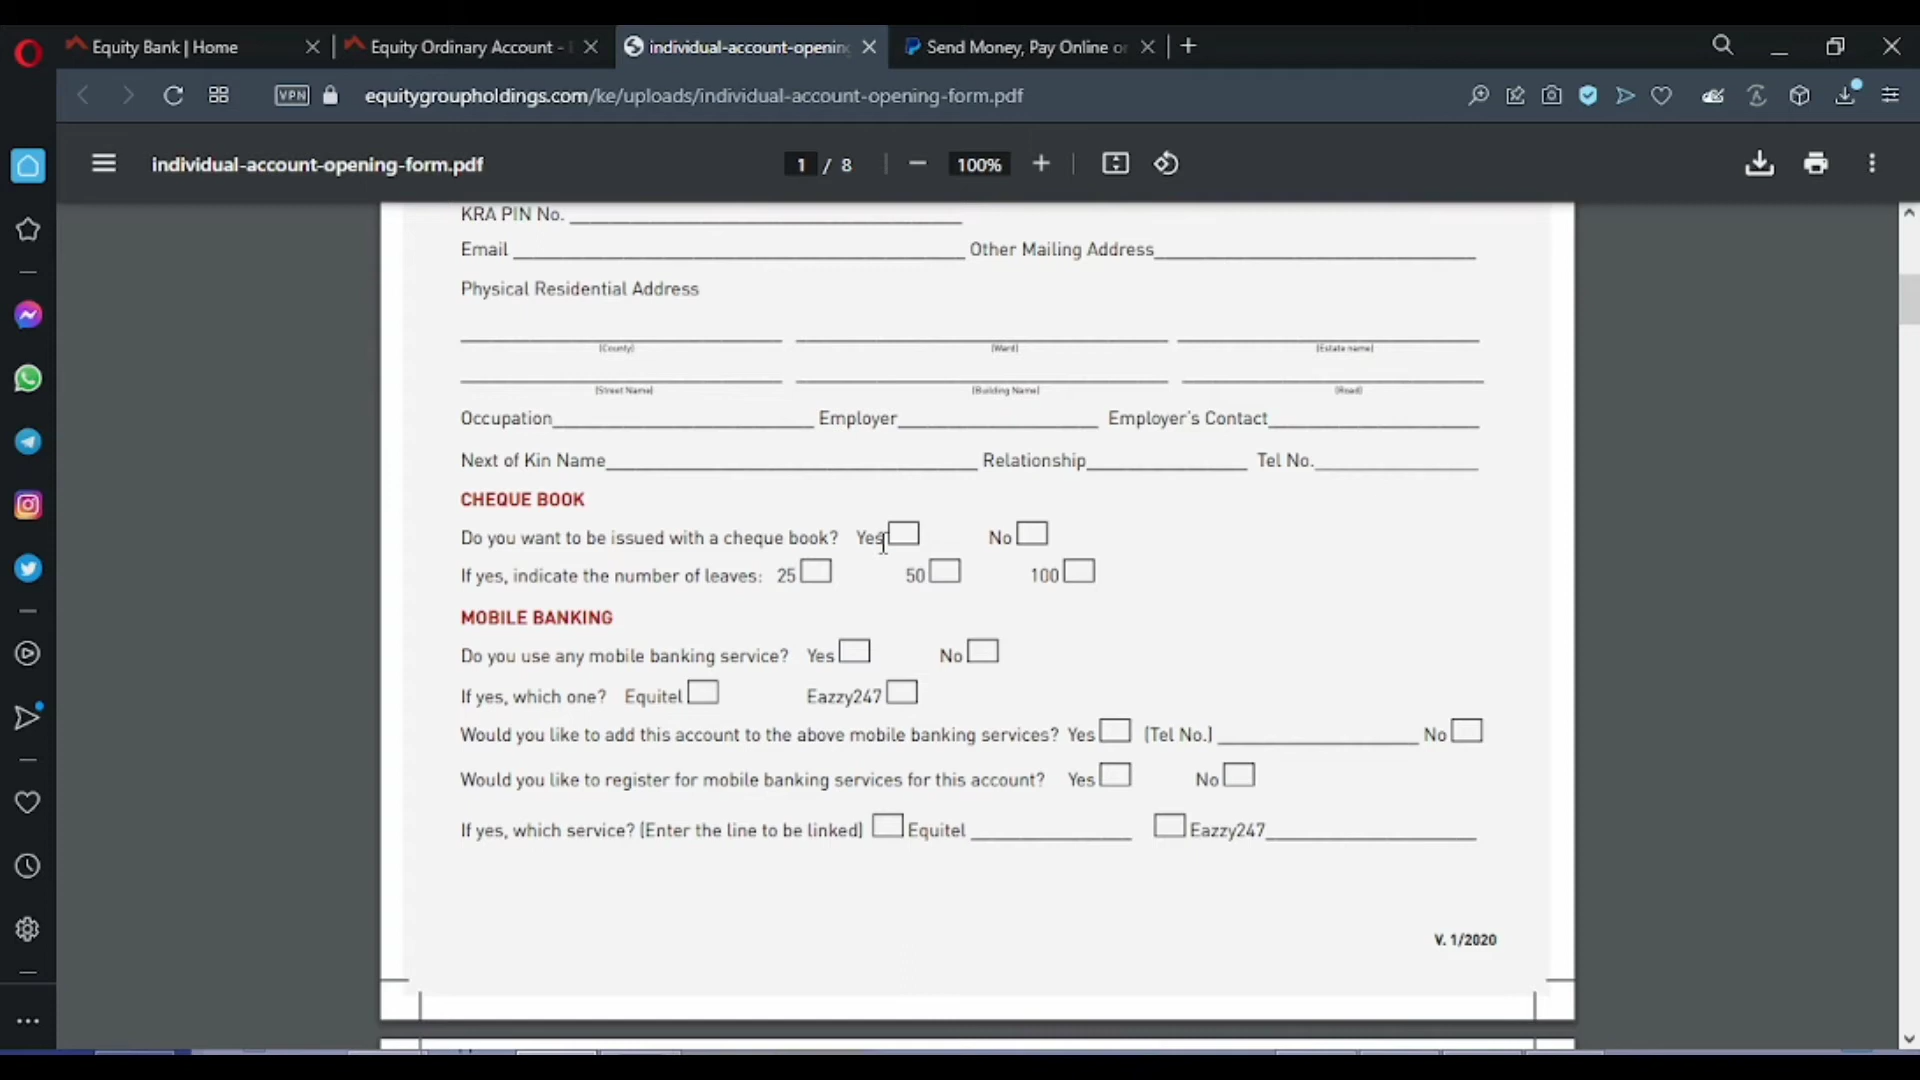 Equity Bank | Home
Equity Ordinary Account -
individual-account-openin
Send Money, Pay Online or
VPN
equitygroupholdings.com/ke/uploads/individual-account-opening-form.pdf
individual-account-opening-form.pdf
1 / 8
100%
KRA PIN No.
Email Other Mailing Address
Physical Residential Address
(County) (Ward) (Estate name)
(Street Name) (Building Name) (Road)
Occupation Employer Employer's Contact
Next of Kin Name Relationship Tel No.
CHEQUE BOOK
Do you want to be issued with a cheque book? Yes No
If yes, indicate the number of leaves: 25 50 100
MOBILE BANKING
Do you use any mobile banking service? Yes No
If yes, which one? Equitel Eazzy247
Would you like to add this account to the above mobile banking services? Yes (Tel No.) No
Would you like to register for mobile banking services for this account? Yes No
If yes, which service? (Enter the line to be linked) Equitel Eazzy247
V. 1/2020